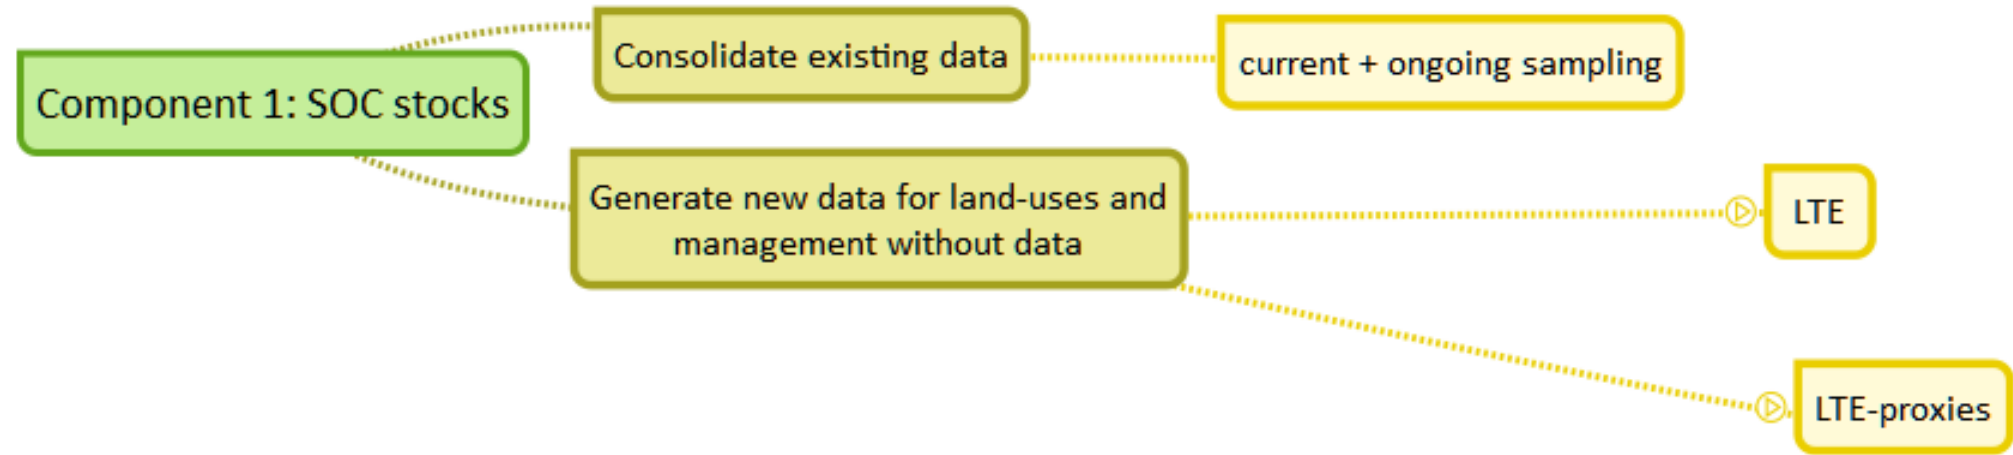 Component 1: SOC stocks
Consolidate existing data
current + ongoing sampling
Generate new data for land-uses and
management without data
LTE
LTE-proxies